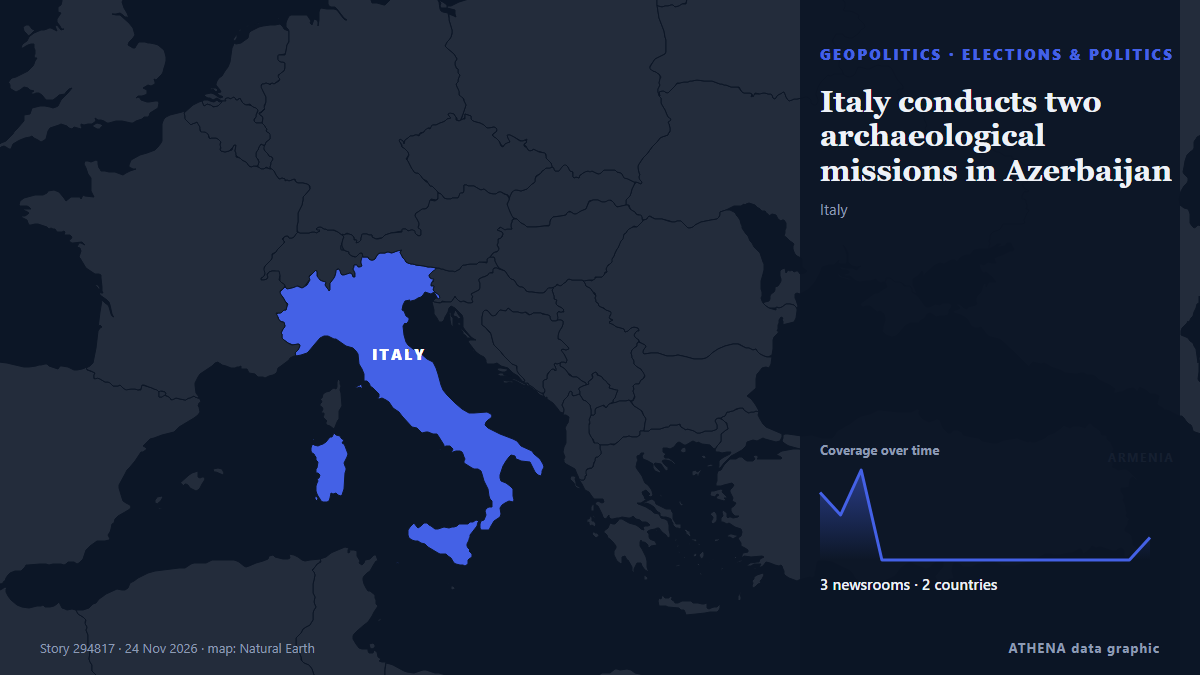 GEOPOLITICS · ELECTIONS & POLITICS
Italy conducts two
archaeological
missions in Azerbaijan
Italy
ITALY
Coverage over time
ARMENIA
3 newsrooms · 2 countries
Story 294817 · 24 Nov 2026 · map: Natural Earth
ATHENA data graphic